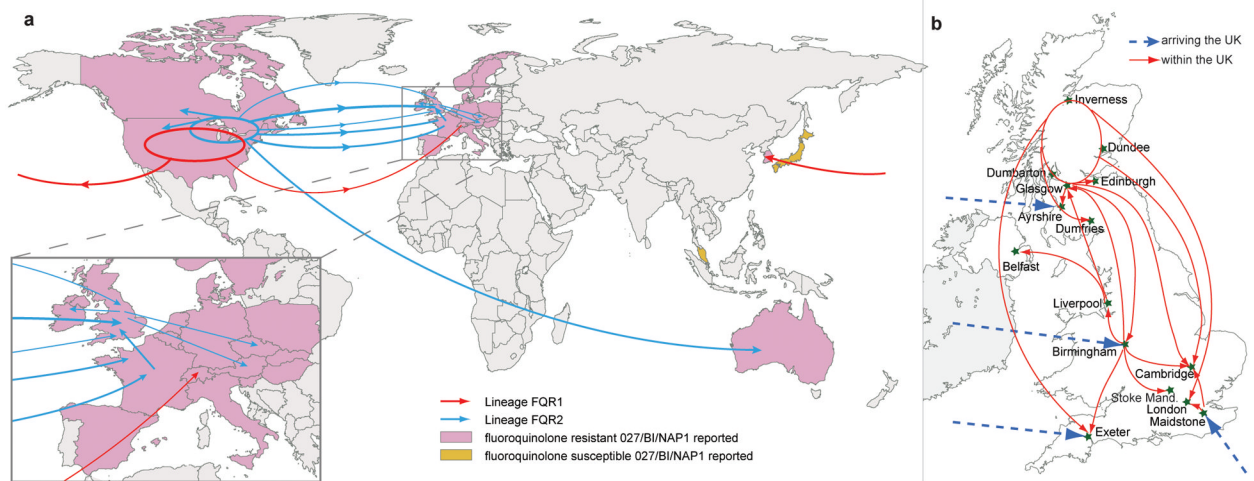 a
Lineage FQR1
Lineage FQR2
fluoroquinolone resistant 027/BI/NAP1 reported
fluoroquinolone susceptible 027/BI/NAP1 reported
b
arriving the UK
within the UK
Inverness
Dundee
Dumbarton
Edinburgh
Glasgow
Ayrshire
Dumfries
Belfast
Liverpool
Birmingham
Cambridge
Stoke Mand.
London
Maidstone
Exeter